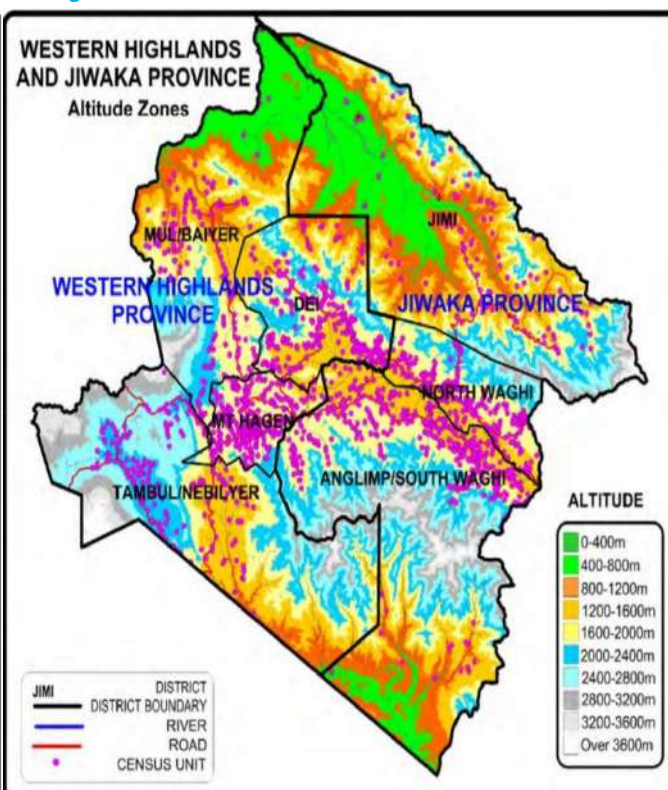 WESTERN HIGHLANDS
AND JIWAKA PROVINCE
Altitude Zones
JIMI
MUL/BAIYER
WESTERN HIGHLANDS
PROVINCE
DEI
JIWAKA PROVINCE
NORTH WAGHI
MT HAGEN
ANGLIMP/SOUTH WAGHI
TAMBUL/NEBILYER
ALTITUDE
0-400m
400-800m
800-1200m
1200-1600m
1600-2000m
2000-2400m
2400-2800m
2800-3200m
3200-3600m
Over 3600m
JIMI DISTRICT
DISTRICT BOUNDARY
RIVER
ROAD
CENSUS UNIT